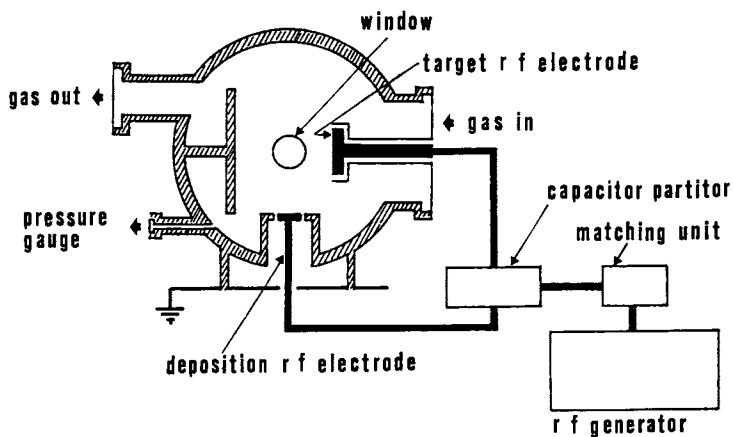 window
target r f electrode
gas out
gas in
capacitor partitor
pressure
gauge
matching unit
deposition r f electrode
r f generator